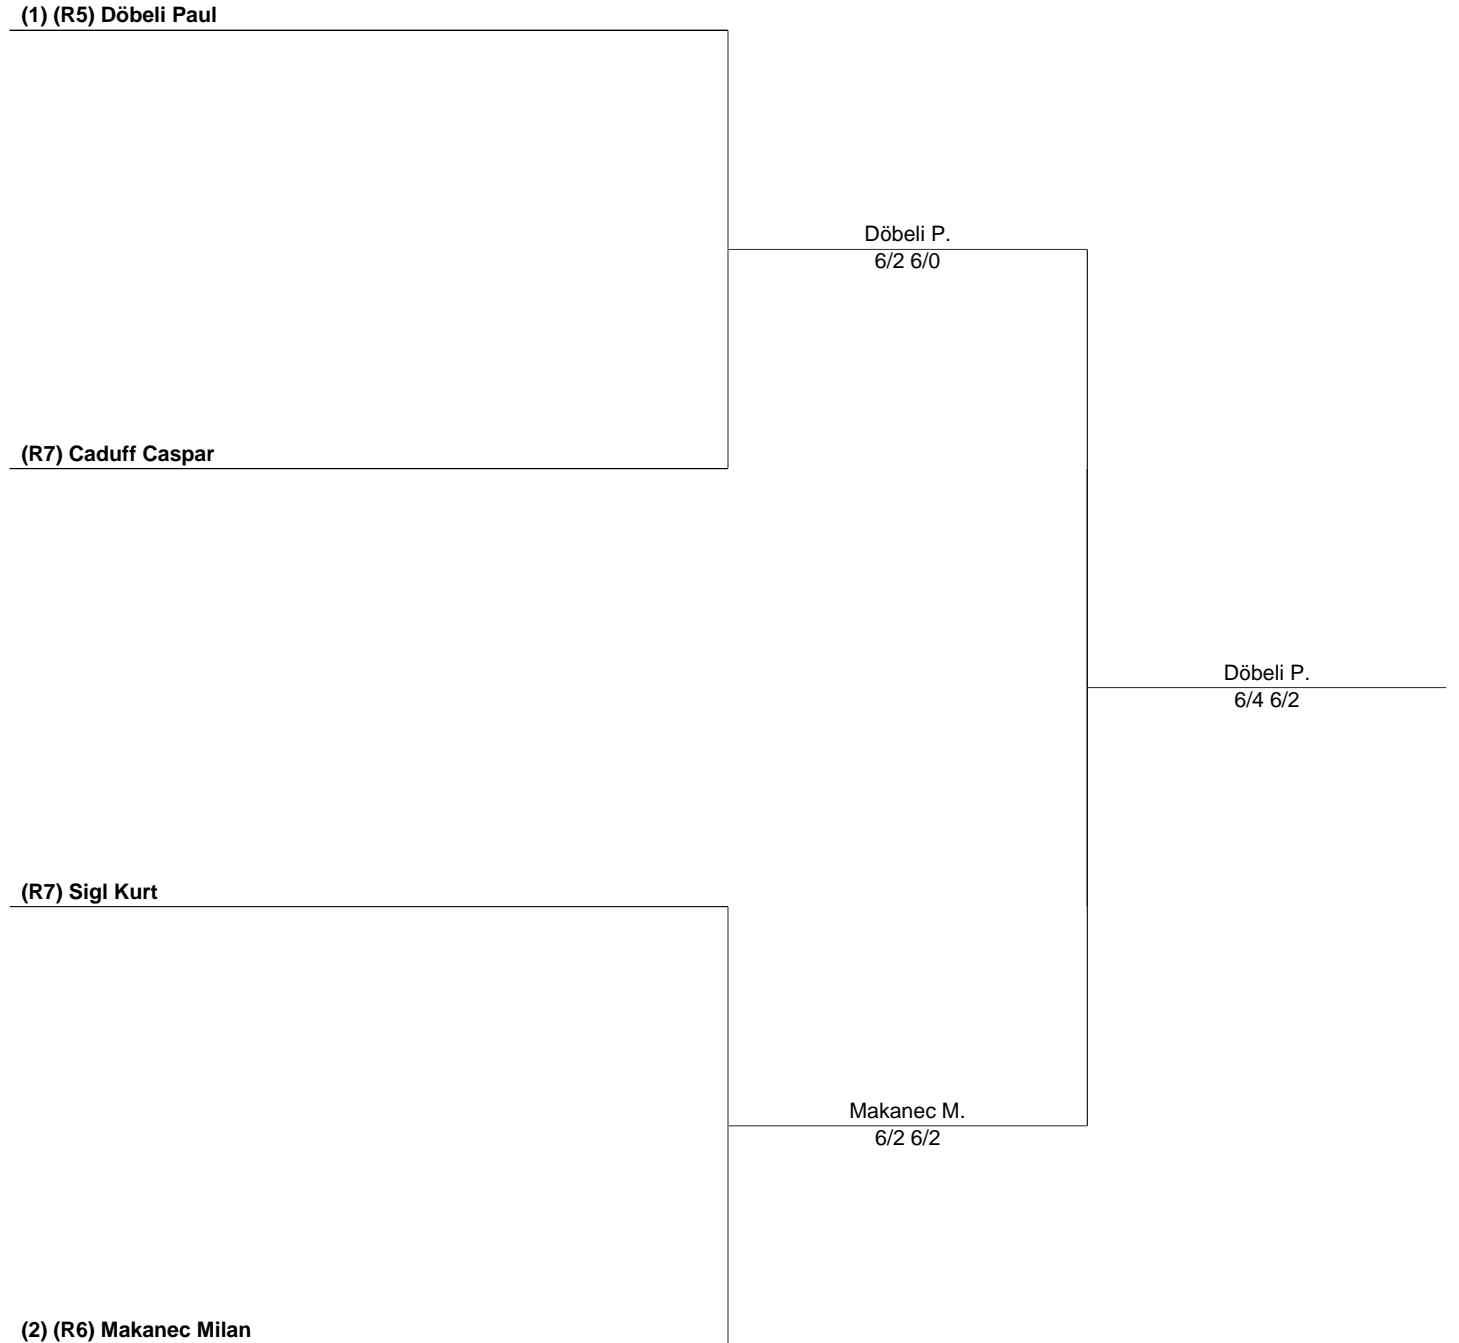 (1) (R5) Döbeli Paul
Döbeli P.
6/2 6/0
(R7) Caduff Caspar
Döbeli P.
6/4 6/2
(R7) Sigl Kurt
Makanec M.
6/2 6/2
(2) (R6) Makanec Milan